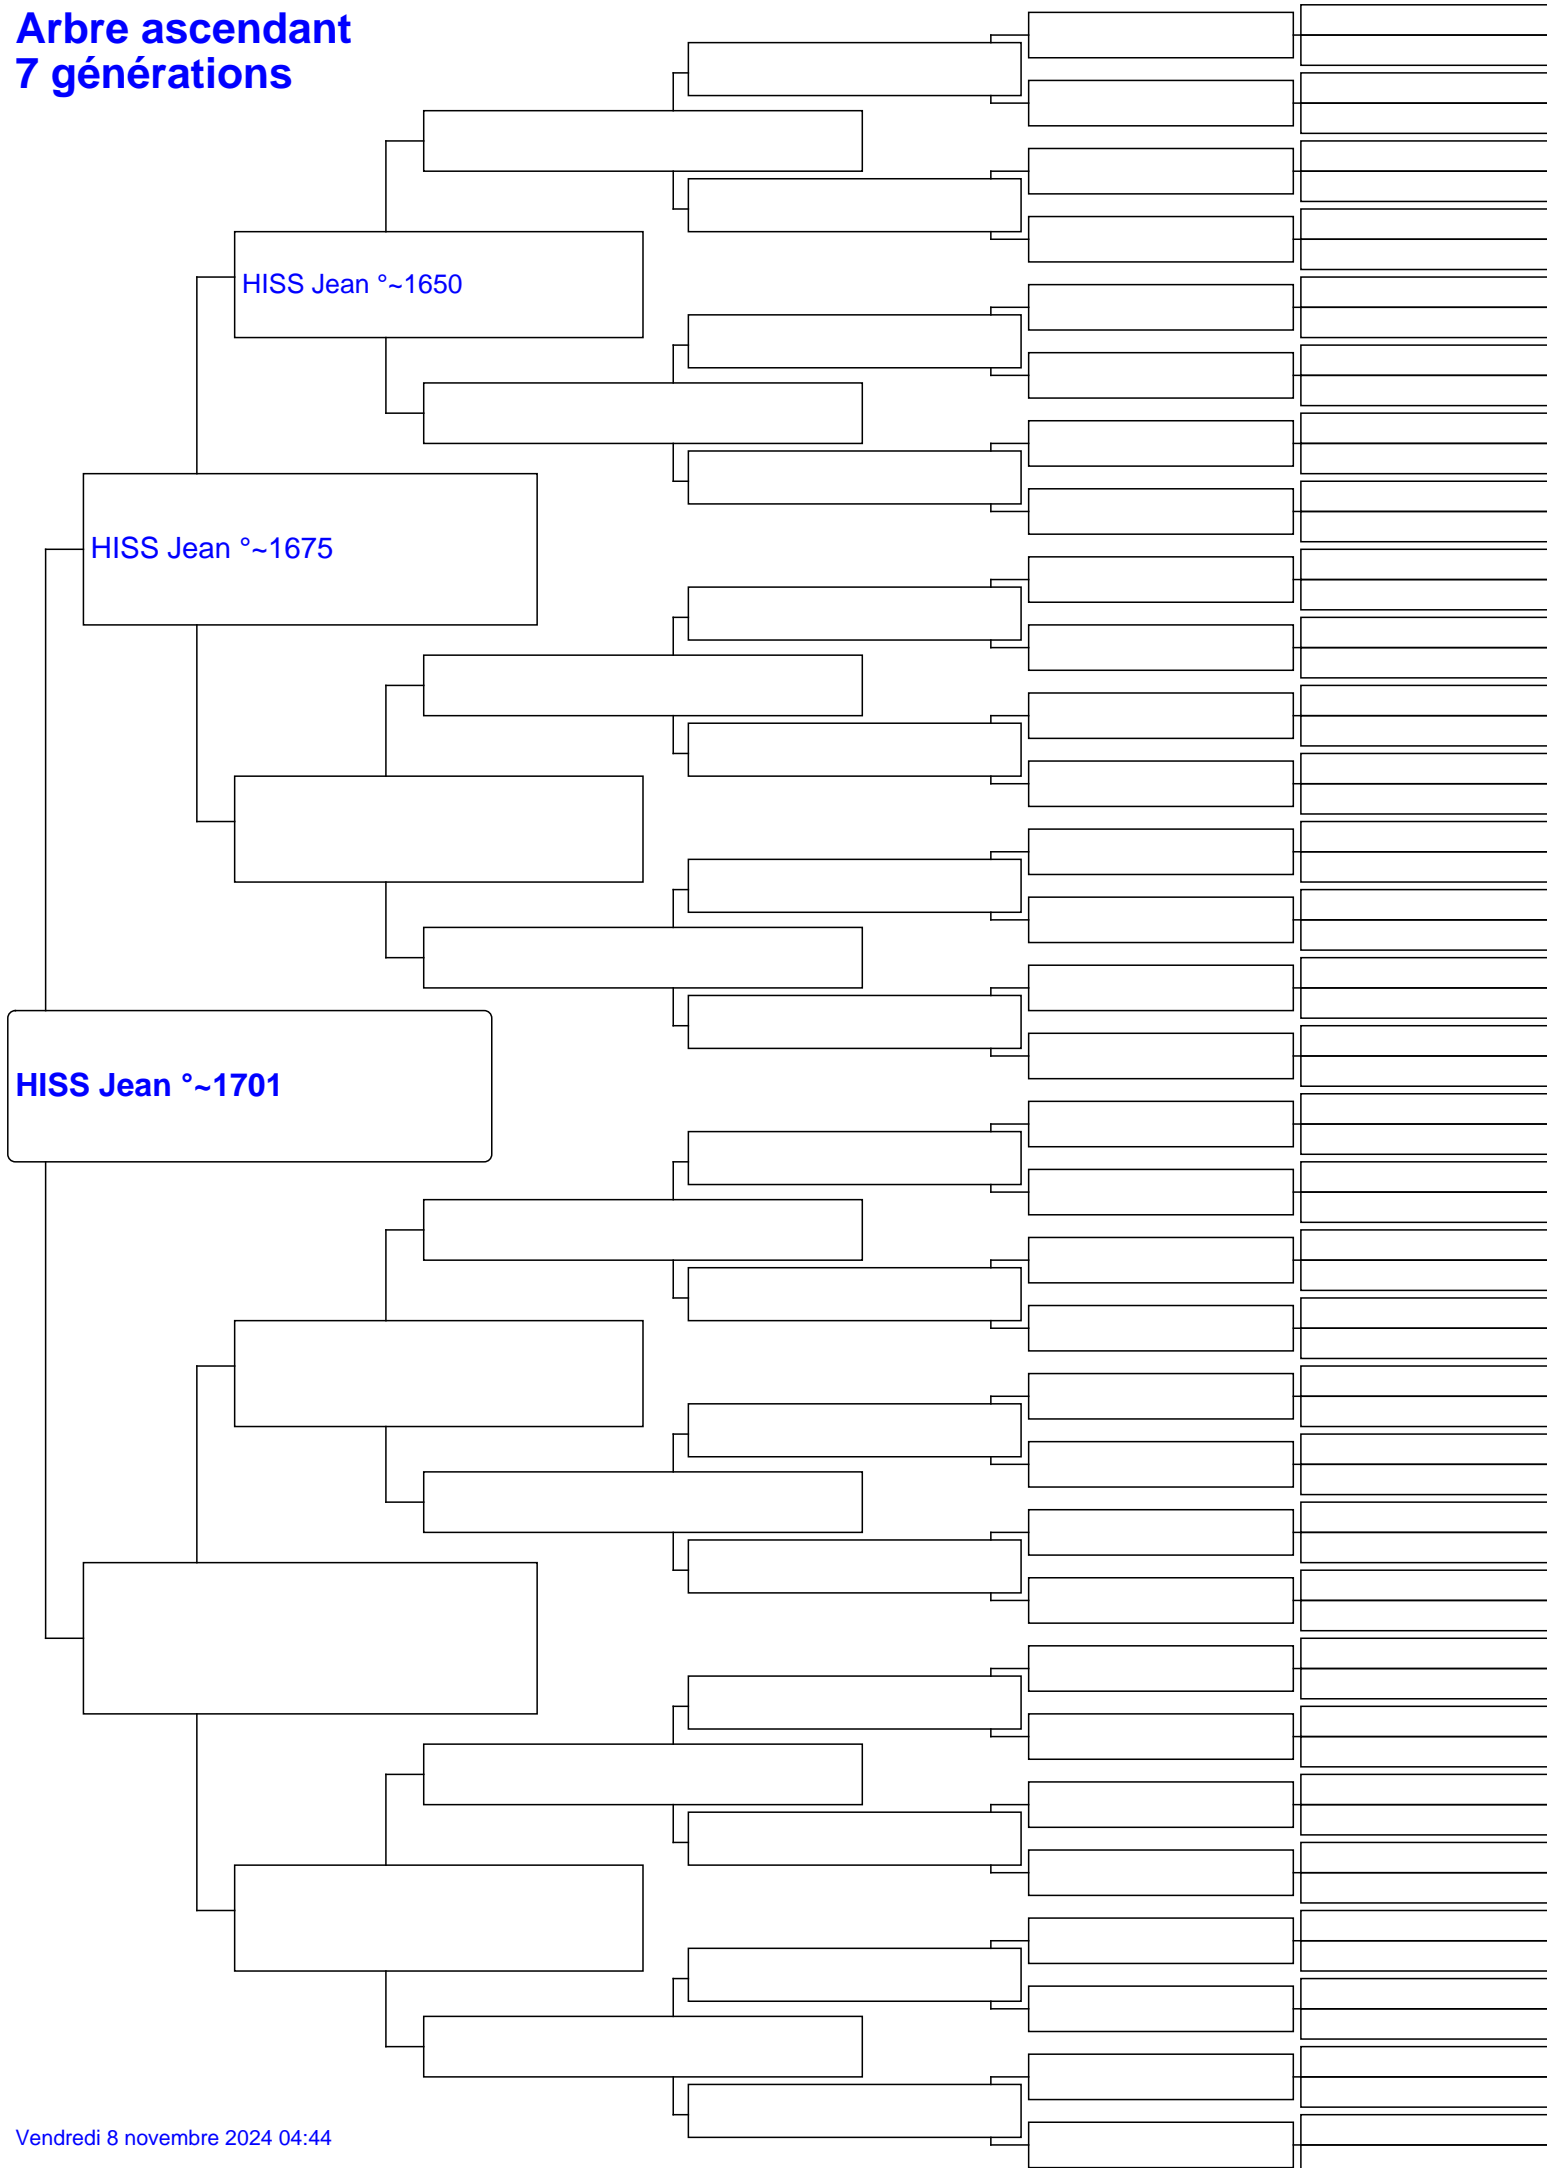 Arbre ascendant
7 générations
HISS Jean °~1650
HISS Jean °~1675
HISS Jean °~1701
Vendredi 8 novembre 2024 04:44